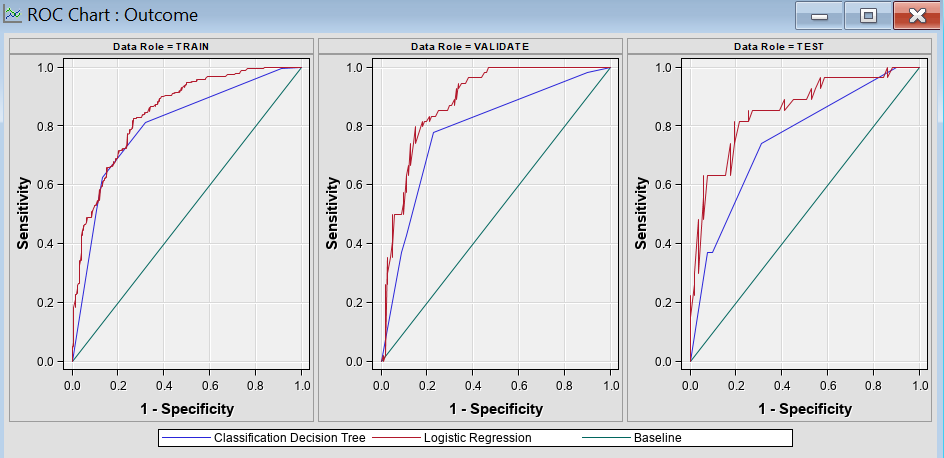 ROC Chart : Outcome
Data Role = TRAIN
Data Role = VALIDATE
Data Role = TEST
Sensitivity
1.0
0.8
0.6
0.4
0.2
0.0
0.0 0.2 0.4 0.6 0.8 1.0
1 - Specificity
Sensitivity
1.0
0.8
0.6
0.4
0.2
0.0
0.0 0.2 0.4 0.6 0.8 1.0
1 - Specificity
Sensitivity
1.0
0.8
0.6
0.4
0.2
0.0
0.0 0.2 0.4 0.6 0.8 1.0
1 - Specificity
Classification Decision Tree Logistic Regression Baseline